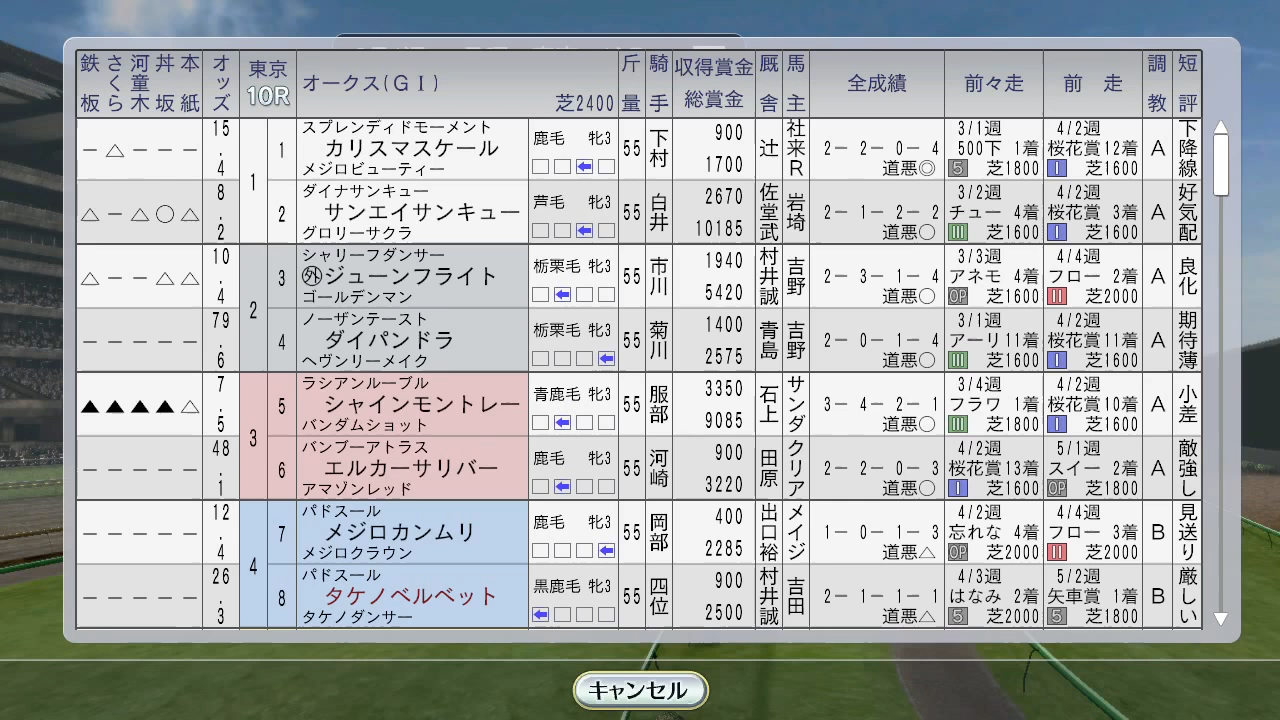 鉄板 さくら 河童木 丼坂 本紙 オッズ 東京10R オークス(GⅠ) 芝2400 斤量 騎手 収得賞金 総賞金 厩舎 馬主 全成績 前々走 前走 調教 短評
－ △ － － － 15.4 1 1 スプレンディドモーメント 鹿毛 牝3 55 下村 900 辻 社来R 2－ 2－ 0－ 4 3/1週 4/2週 A 下降線
カリスマスケール 500下 1着 桜花賞12着
メジロビューティー 1700 道悪◎ 5 芝1800 Ⅰ 芝1600
△ － △ ○ △ 8.2 2 ダイナサンキュー 芦毛 牝3 55 白井 2670 佐堂武 岩埼 2－ 1－ 2－ 2 3/2週 4/2週 A 好気配
サンエイサンキュー チュー 4着 桜花賞 3着
グロリーサクラ 10185 道悪○ Ⅲ 芝1600 Ⅰ 芝1600
△ － － △ △ 10.4 2 3 シャリーフダンサー 栃栗毛 牝3 55 市川 1940 村井誠 吉野 2－ 3－ 1－ 4 3/3週 4/4週 A 良化
外ジューンフライト アネモ 4着 フロー 2着
ゴールデンマン 5420 道悪○ OP 芝1600 Ⅱ 芝2000
－ － － － － 79.6 4 ノーザンテースト 栃栗毛 牝3 55 菊川 1400 青島 吉野 2－ 0－ 1－ 4 3/1週 4/2週 A 期待薄
ダイパンドラ アーリ11着 桜花賞11着
ヘヴンリーメイク 2575 道悪○ Ⅲ 芝1600 Ⅰ 芝1600
▲ ▲ ▲ ▲ △ 7.5 3 5 ラシアンルーブル 青鹿毛 牝3 55 服部 3350 石上 サンダ 3－ 4－ 2－ 1 3/4週 4/2週 A 小差
シャインモントレー フラワ 1着 桜花賞10着
バンダムショット 9085 道悪○ Ⅲ 芝1800 Ⅰ 芝1600
－ － － － － 48.1 6 バンブーアトラス 鹿毛 牝3 55 河崎 900 田原 クリア 2－ 2－ 0－ 3 4/2週 5/1週 A 敵強し
エルカーサリバー 桜花賞13着 スイー 2着
アマゾンレッド 3220 道悪○ Ⅰ 芝1600 OP 芝1800
－ － － － － 12.4 4 7 パドスール 鹿毛 牝3 55 岡部 400 出口裕 メイジ 1－ 0－ 1－ 3 4/2週 4/4週 B 見送り
メジロカンムリ 忘れな 4着 フロー 3着
メジロクラウン 2285 道悪△ OP 芝2000 Ⅱ 芝2000
－ － － － － 26.3 8 パドスール 黒鹿毛 牝3 55 四位 900 村井誠 吉田 2－ 1－ 1－ 1 4/3週 5/2週 B 厳しい
タケノベルベット はなみ 2着 矢車賞 1着
タケノダンサー 2500 道悪△ 5 芝2000 5 芝1800
キャンセル